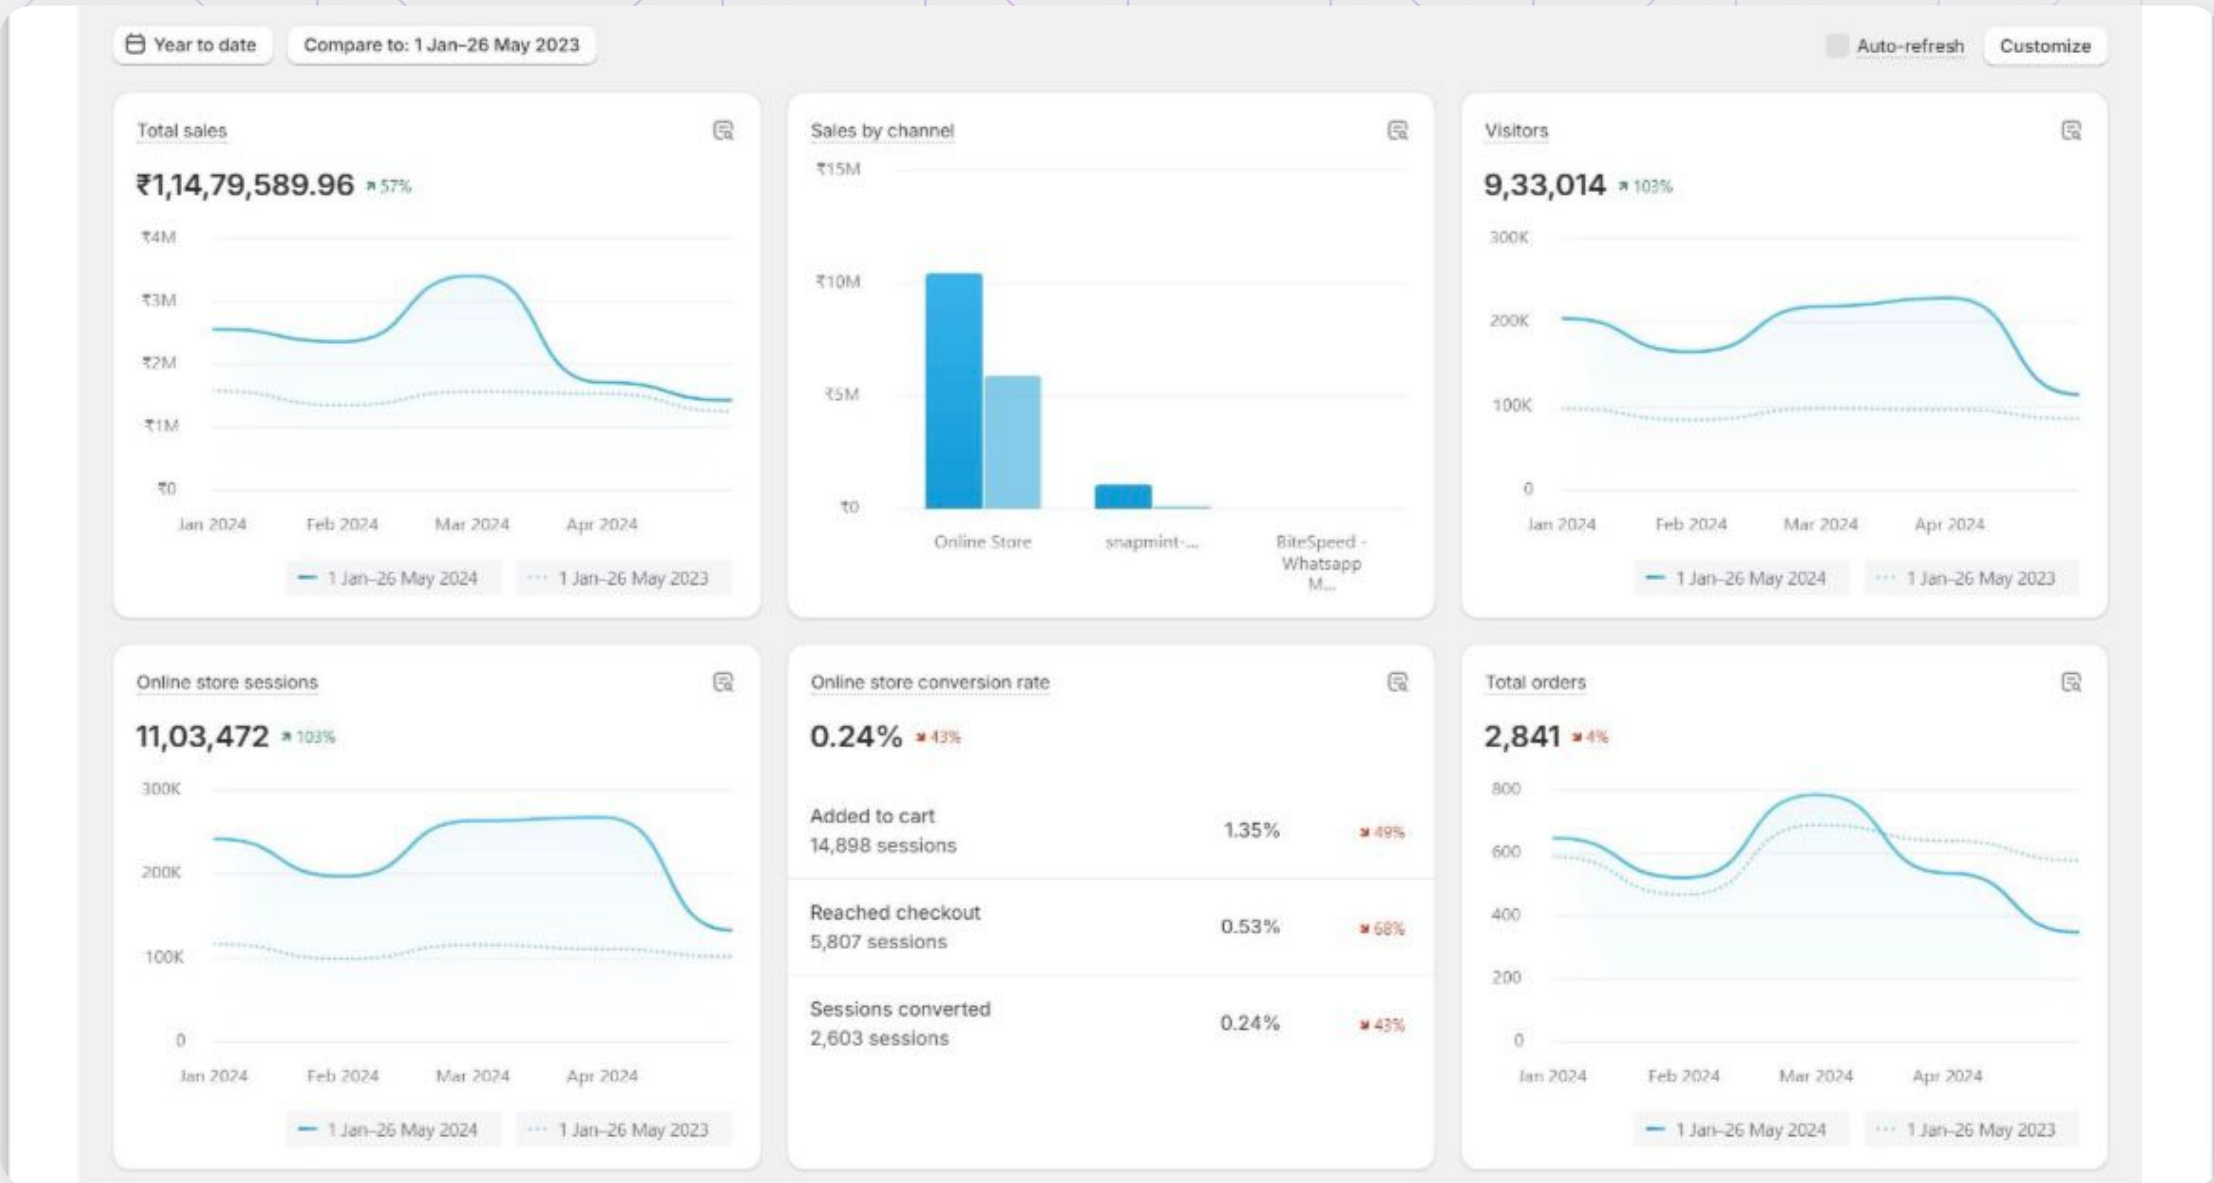 Year to date
Compare to: 1 Jan–26 May 2023
Auto-refresh
Customize
Total sales
₹1,14,79,589.96 57%
₹4M
₹3M
₹2M
₹1M
₹0
Jan 2024 Feb 2024 Mar 2024 Apr 2024
1 Jan–26 May 2024 1 Jan–26 May 2023
Sales by channel
₹15M
₹10M
₹5M
₹0
Online Store snapmint-... BiteSpeed -
Whatsapp
M...
Visitors
9,33,014 103%
300K
200K
100K
0
Jan 2024 Feb 2024 Mar 2024 Apr 2024
1 Jan–26 May 2024 1 Jan–26 May 2023
Online store sessions
11,03,472 103%
300K
200K
100K
0
Jan 2024 Feb 2024 Mar 2024 Apr 2024
1 Jan–26 May 2024 1 Jan–26 May 2023
Online store conversion rate
0.24% 43%
Added to cart
14,898 sessions
1.35% 49%
Reached checkout
5,807 sessions
0.53% 68%
Sessions converted
2,603 sessions
0.24% 43%
Total orders
2,841 4%
800
600
400
200
0
Jan 2024 Feb 2024 Mar 2024 Apr 2024
1 Jan–26 May 2024 1 Jan–26 May 2023